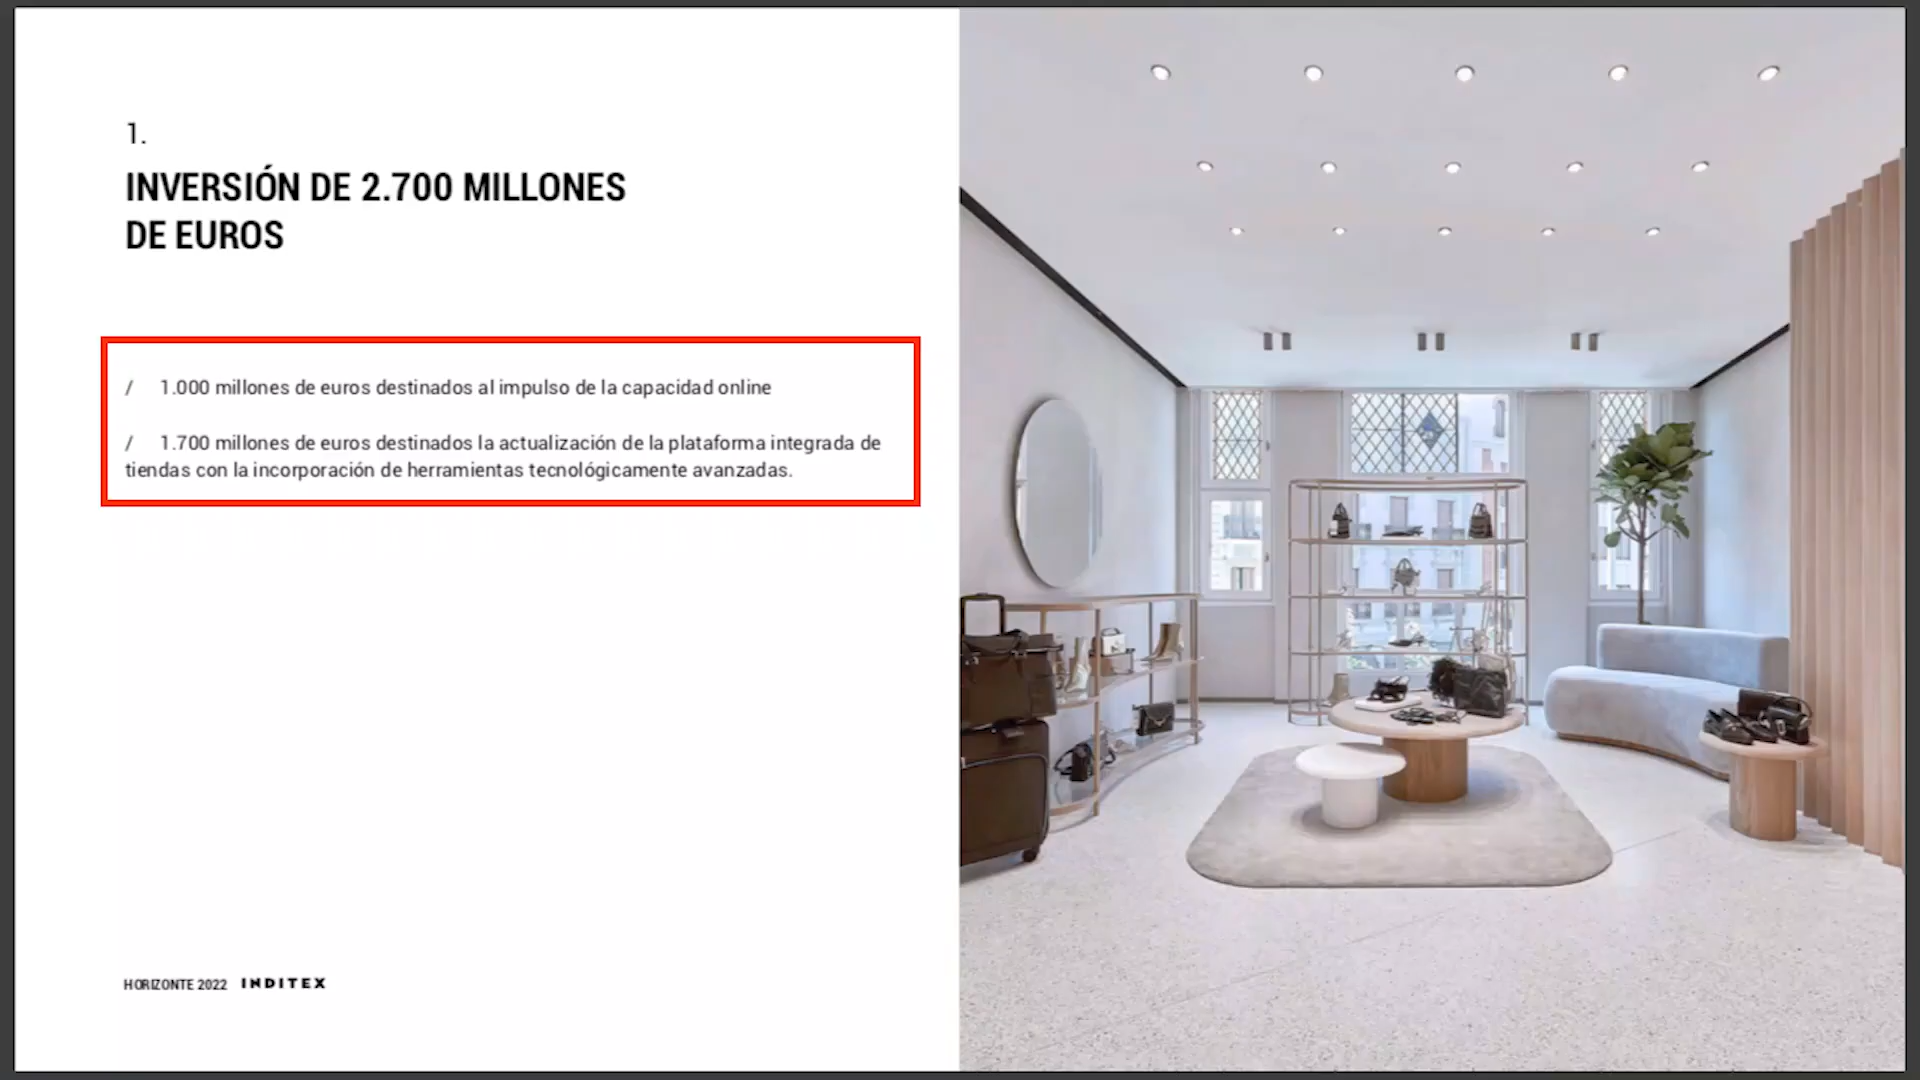 1.
INVERSIÓN DE 2.700 MILLONES
DE EUROS
/ 1.000 millones de euros destinados al impulso de la capacidad online
/ 1.700 millones de euros destinados la actualización de la plataforma integrada de
tiendas con la incorporación de herramientas tecnológicamente avanzadas.
HORIZONTE 2022 INDITEX